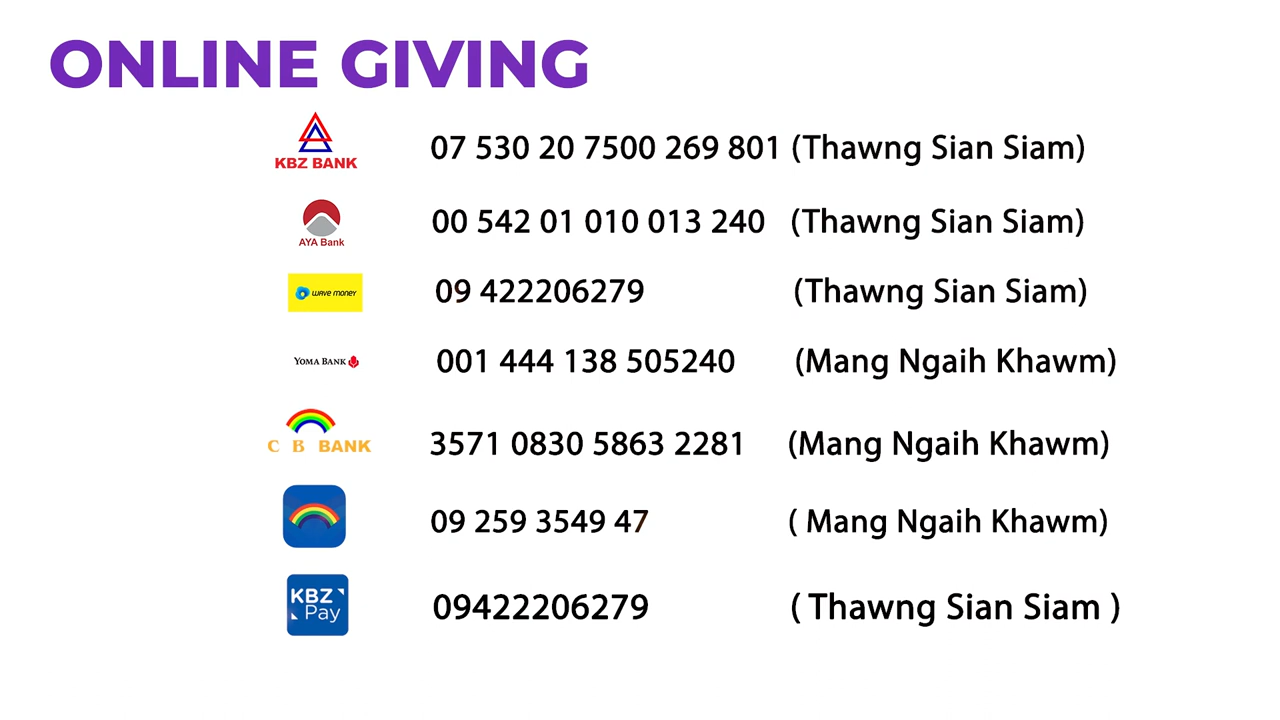 ONLINE GIVING
KBZ BANK 07 530 20 7500 269 801 (Thawng Sian Siam)
AYA Bank 00 542 01 010 013 240 (Thawng Sian Siam)
wave money 09 422206279 (Thawng Sian Siam)
YOMA BANK 001 444 138 505240 (Mang Ngaih Khawm)
C B BANK 3571 0830 5863 2281 (Mang Ngaih Khawm)
09 259 3549 47 ( Mang Ngaih Khawm)
KBZ Pay 09422206279 ( Thawng Sian Siam )